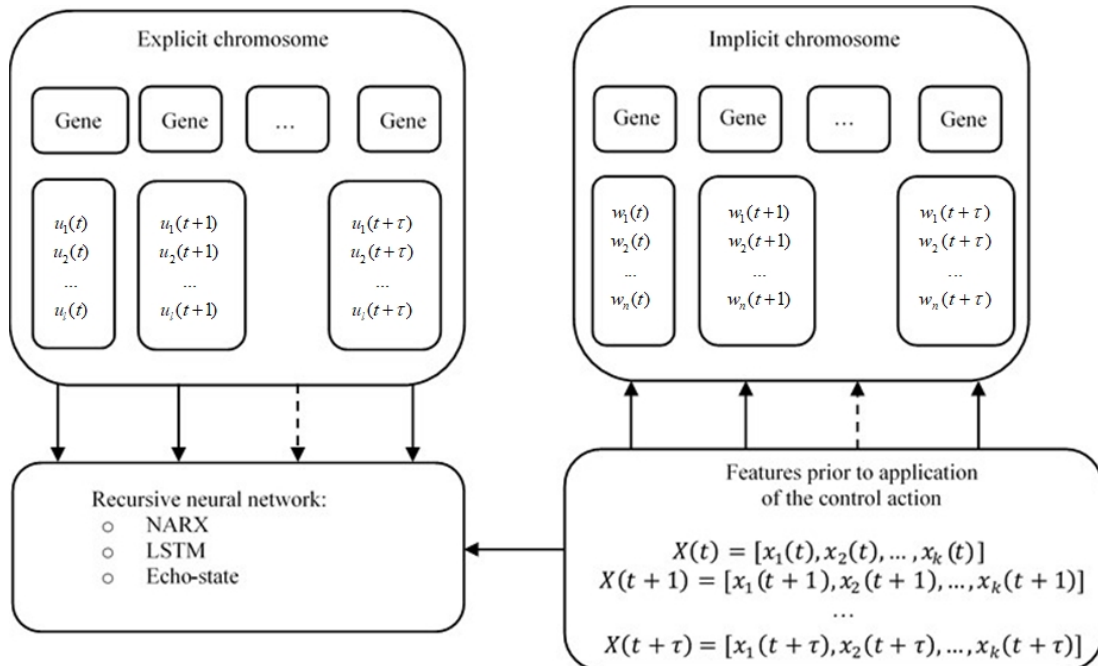 Explicit chromosome
Gene Gene ... Gene
u₁(t) u₁(t+1) u₁(t+τ)
u₂(t) u₂(t+1) u₂(t+τ)
... ... ...
uᵢ(t) uᵢ(t+1) uᵢ(t+τ)
Implicit chromosome
Gene Gene ... Gene
w₁(t) w₁(t+1) w₁(t+τ)
w₂(t) w₂(t+1) w₂(t+τ)
... ... ...
wₙ(t) wₙ(t+1) wₙ(t+τ)
Recursive neural network:
o NARX
o LSTM
o Echo-state
Features prior to application
of the control action
X(t) = [x₁(t), x₂(t), ..., xₖ(t)]
X(t + 1) = [x₁(t + 1), x₂(t + 1), ..., xₖ(t + 1)]
...
X(t + τ) = [x₁(t + τ), x₂(t + τ), ..., xₖ(t + τ)]